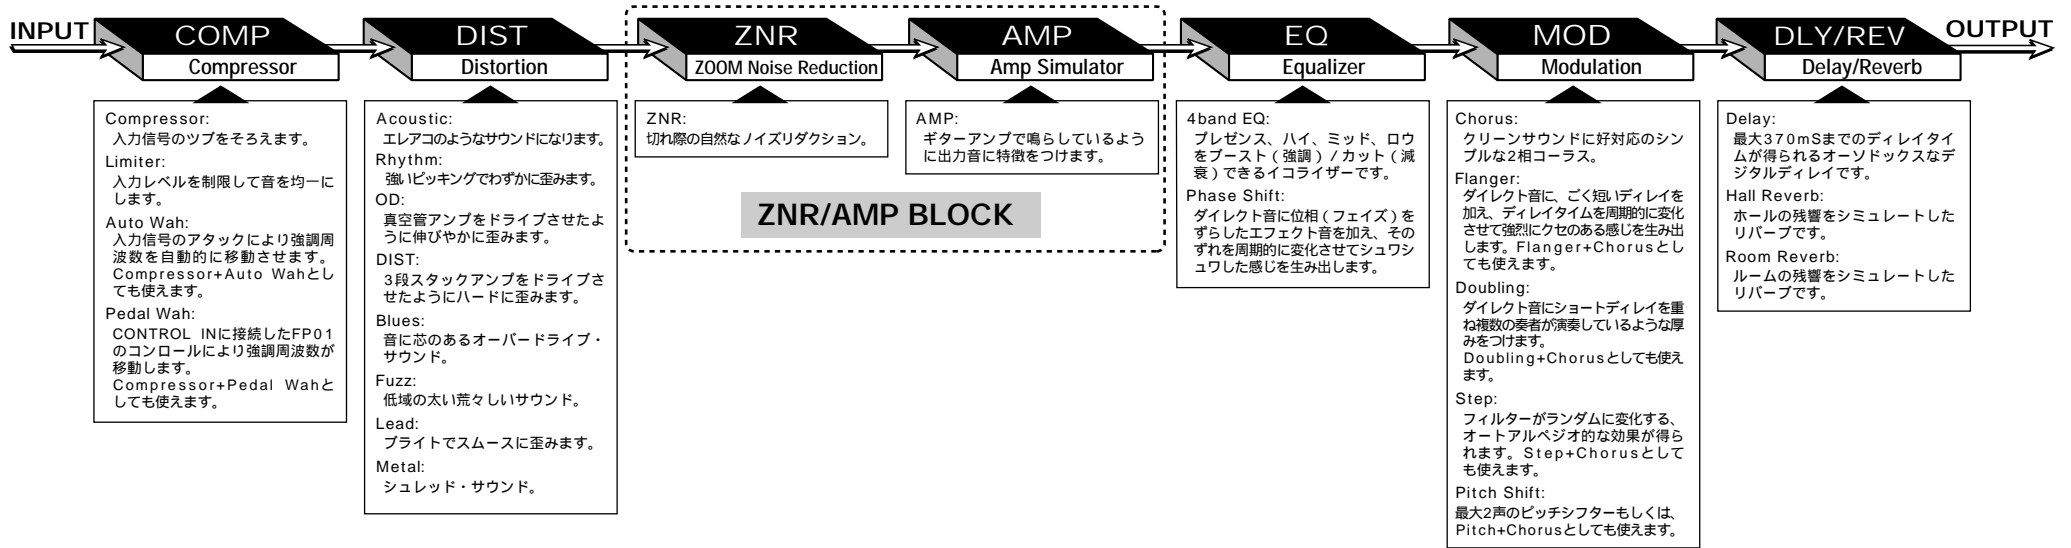 INPUT
COMP
Compressor
DIST
Distortion
ZNR
ZOOM Noise Reduction
AMP
Amp Simulator
EQ
Equalizer
MOD
Modulation
DLY/REV
Delay/Reverb
OUTPUT
Compressor:
入力信号のツブをそろえます。
Limiter:
入力レベルを制限して音を均一に
します。
Auto Wah:
入力信号のアタックにより強調周
波数を自動的に移動させます。
Compressor+Auto Wahとし
ても使えます。
Pedal Wah:
CONTROL INに接続したFP01
のコンロールにより強調周波数が
移動します。
Compressor+Pedal Wahと
しても使えます。
Acoustic:
エレアコのようなサウンドになります。
Rhythm:
強いピッキングでわずかに歪みます。
OD:
真空管アンプをドライブさせたよ
うに伸びやかに歪みます。
DIST:
3段スタックアンプをドライブさ
せたようにハードに歪みます。
Blues:
音に芯のあるオーバードライブ・
サウンド。
Fuzz:
低域の太い荒々しいサウンド。
Lead:
ブライトでスムースに歪みます。
Metal:
シュレッド・サウンド。
ZNR:
切れ際の自然なノイズリダクション。
AMP:
ギターアンプで鳴らしているよう
に出力音に特徴をつけます。
ZNR/AMP BLOCK
4band EQ:
プレゼンス、ハイ、ミッド、ロウ
をブースト(強調)/カット(減
衰)できるイコライザーです。
Phase Shift:
ダイレクト音に位相(フェイズ)を
ずらしたエフェクト音を加え、その
ずれを周期的に変化させてシュワシ
ュワした感じを生み出します。
Chorus:
クリーンサウンドに好対応のシン
プルな2相コーラス。
Flanger:
ダイレクト音に、ごく短いディレイを
加え、ディレイタイムを周期的に変化
させて強烈にクセのある感じを生み出
します。Flanger+Chorusとし
ても使えます。
Doubling:
ダイレクト音にショートディレイを重
ね複数の奏者が演奏しているような厚
みをつけます。
Doubling+Chorusとしても使え
ます。
Step:
フィルターがランダムに変化する、
オートアルペジオ的な効果が得ら
れます。Step+Chorusとして
も使えます。
Pitch Shift:
最大2声のピッチシフターもしくは、
Pitch+Chorusとしても使えます。
Delay:
最大370mSまでのディレイタイ
ムが得られるオーソドックスなデ
ジタルディレイです。
Hall Reverb:
ホールの残響をシミュレートした
リバーブです。
Room Reverb:
ルームの残響をシミュレートした
リバーブです。